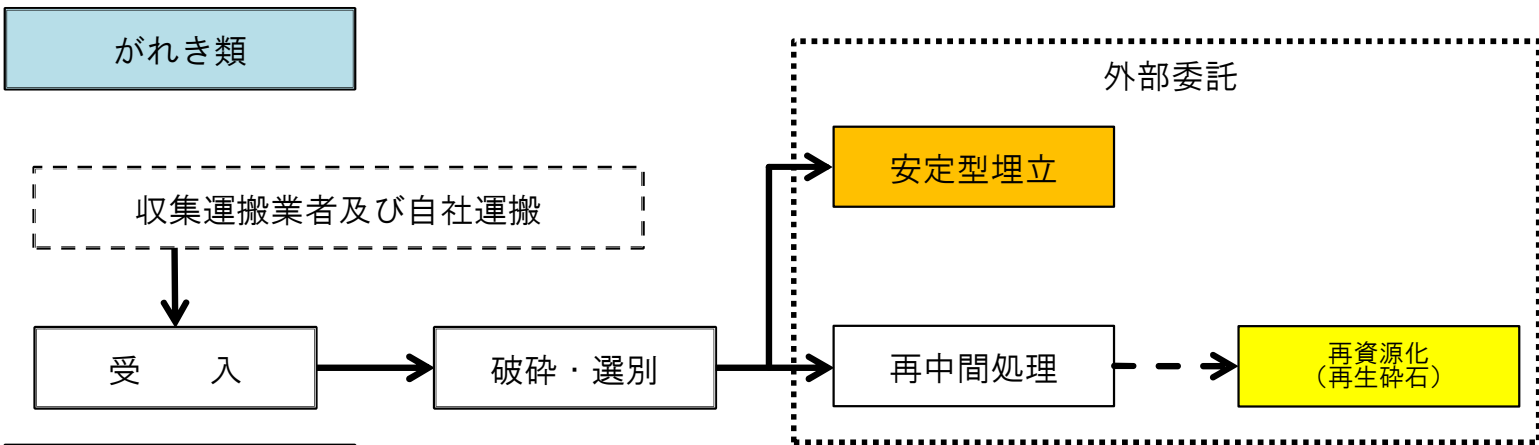 がれき類
外部委託
安定型埋立
収集運搬業者及び自社運搬
受　　入
破砕・選別
再中間処理
再資源化
（再生砕石）